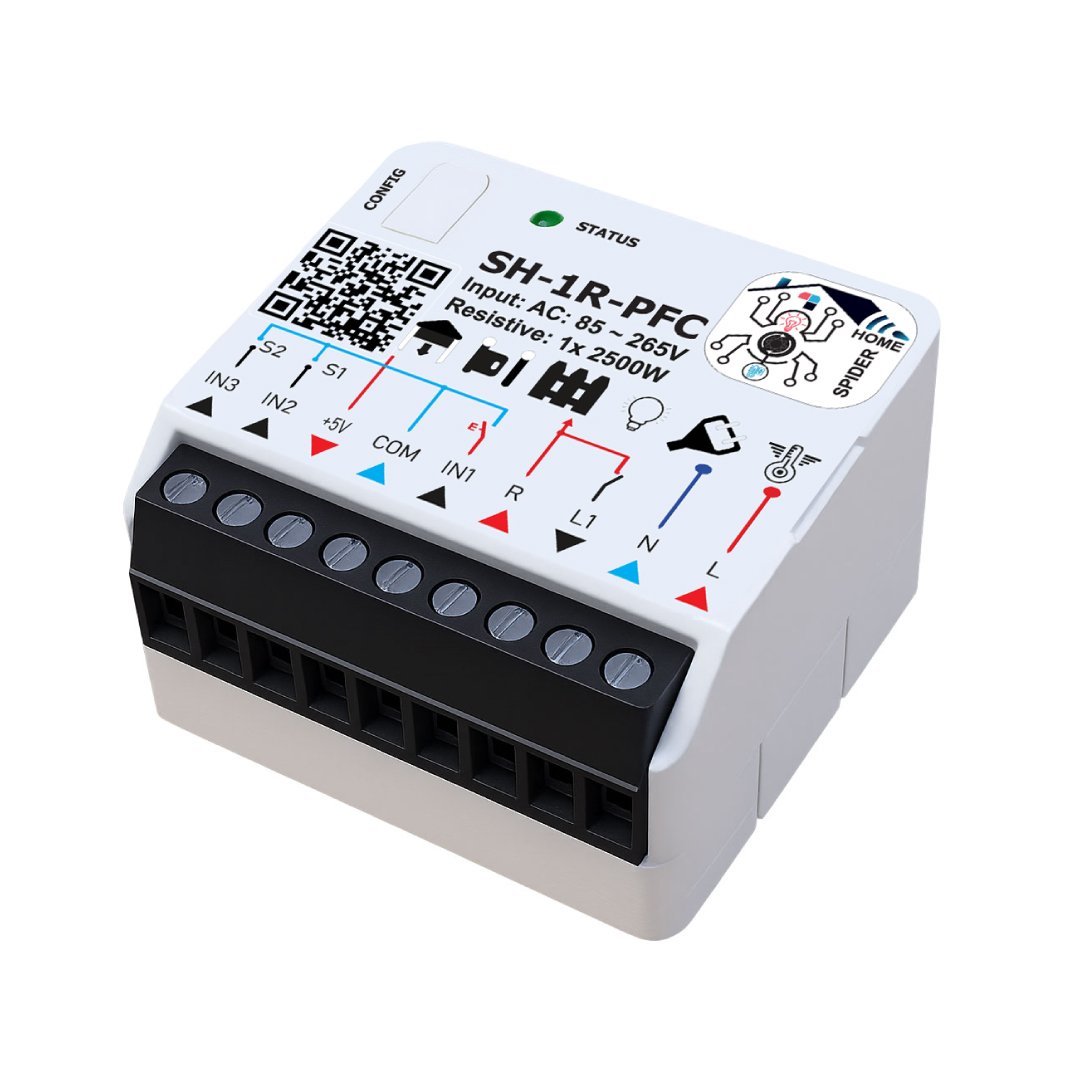 CONFIG
STATUS
SH-1R-PFC
Input: AC: 85 ~ 265V
Resistive: 1x 2500W
HOME
SPIDER
S2
S1
IN3
IN2
+5V
COM
IN1
E
R
L1
N
L